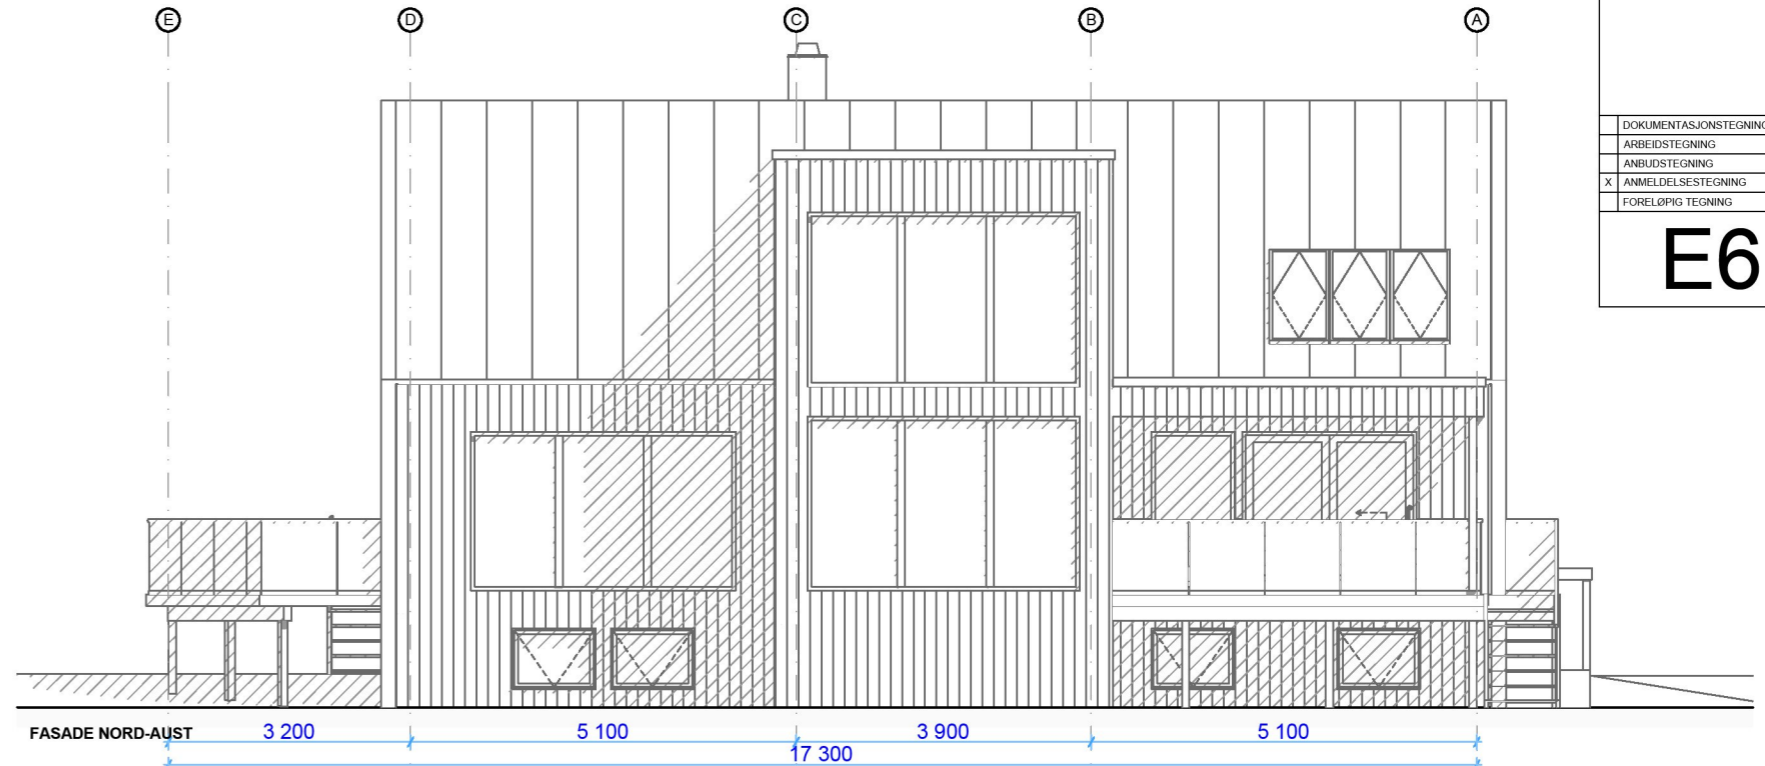 E D C B A
DOKUMENTASJONSTEGNING
ARBEIDSTEGNING
ANBUDSTEGNING
X ANMELDELSESTEGNING
FORELØPIG TEGNING
E6
FASADE NORD-AUST
3 200 5 100 3 900 5 100
17 300